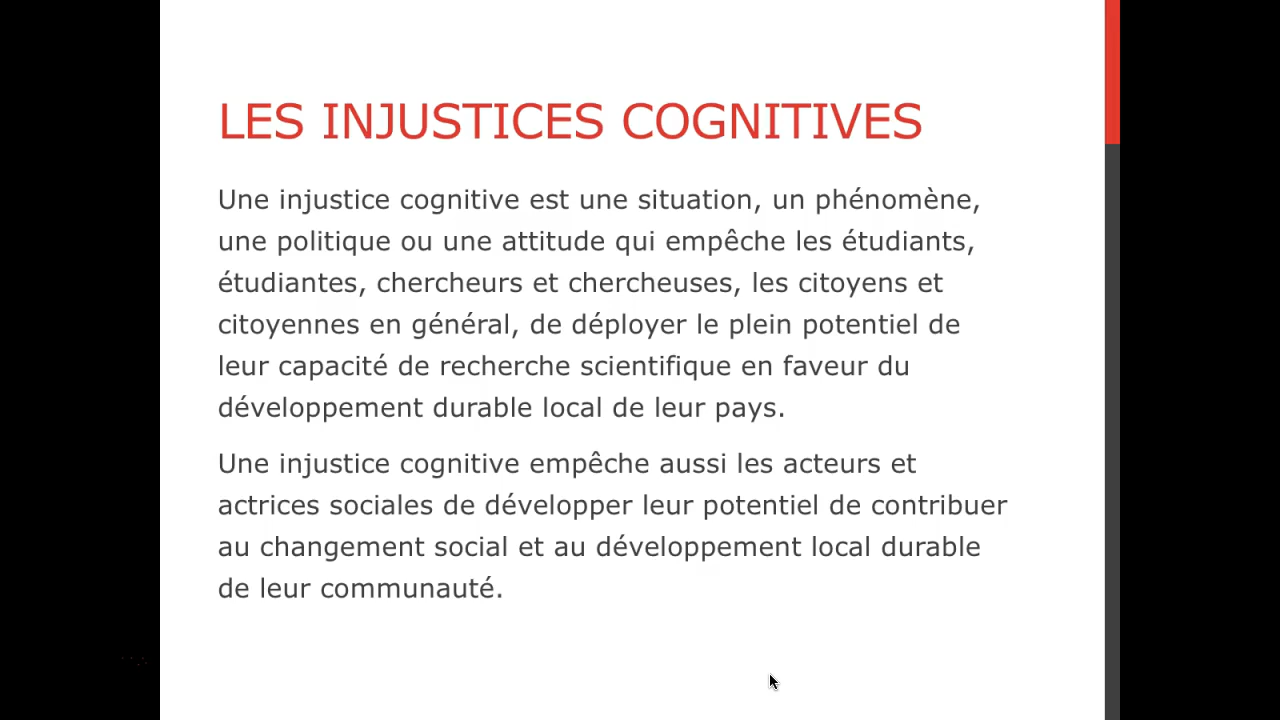 LES INJUSTICES COGNITIVES
Une injustice cognitive est une situation, un phénomène,
une politique ou une attitude qui empêche les étudiants,
étudiantes, chercheurs et chercheuses, les citoyens et
citoyennes en général, de déployer le plein potentiel de
leur capacité de recherche scientifique en faveur du
développement durable local de leur pays.
Une injustice cognitive empêche aussi les acteurs et
actrices sociales de développer leur potentiel de contribuer
au changement social et au développement local durable
de leur communauté.